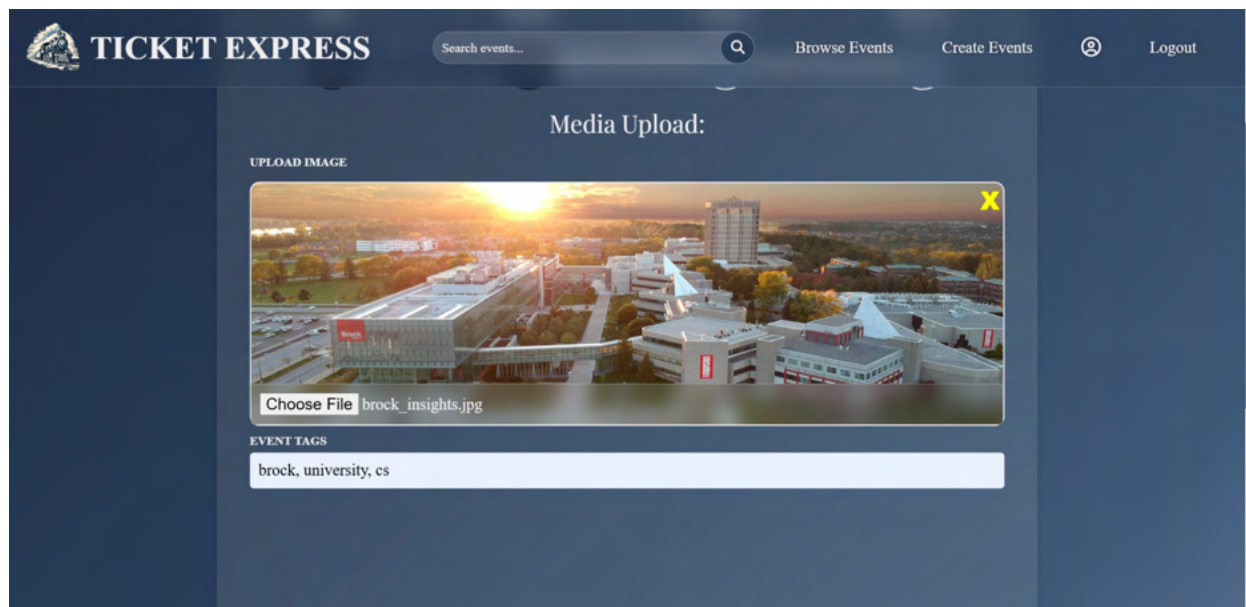 TICKET EXPRESS
Search events...
Browse Events
Create Events
Logout
Media Upload:
UPLOAD IMAGE
X
Brock
Choose File brock_insights.jpg
EVENT TAGS
brock, university, cs